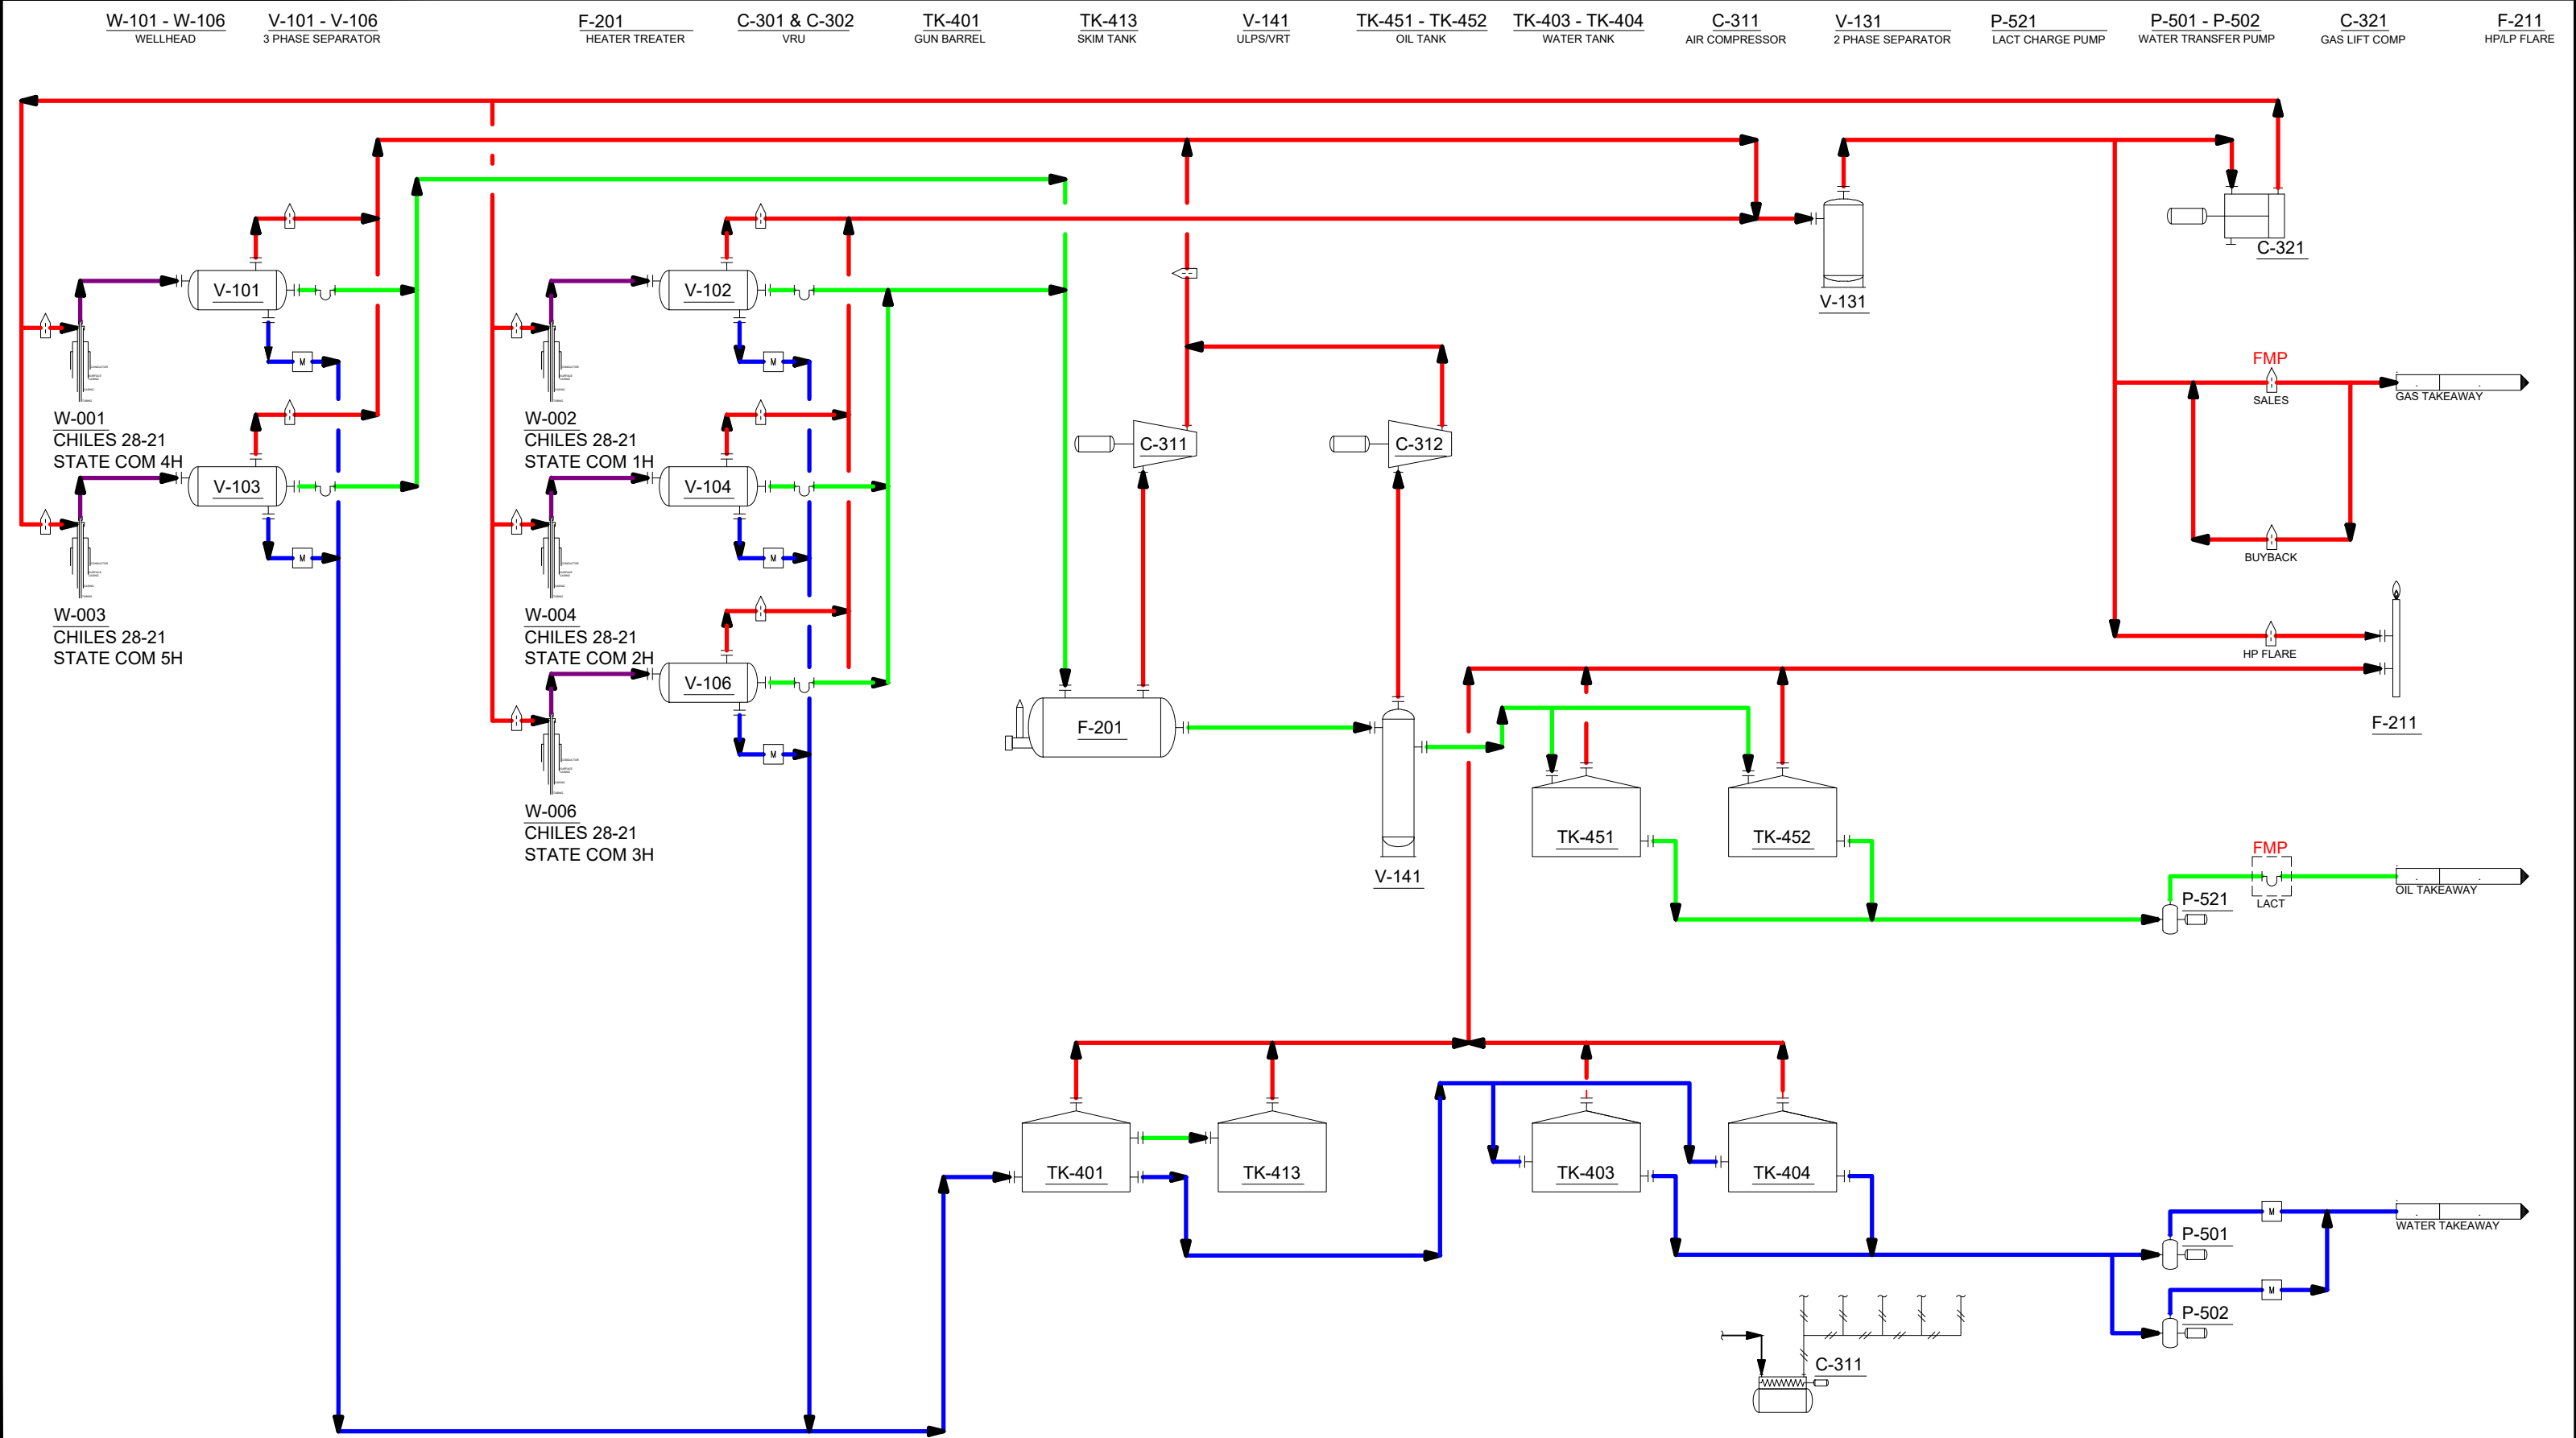 W-101 - W-106
WELLHEAD
V-101 - V-106
3 PHASE SEPARATOR
F-201
HEATER TREATER
C-301 & C-302
VRU
TK-401
GUN BARREL
TK-413
SKIM TANK
V-141
ULPS/VRT
TK-451 - TK-452
OIL TANK
TK-403 - TK-404
WATER TANK
C-311
AIR COMPRESSOR
V-131
2 PHASE SEPARATOR
P-521
LACT CHARGE PUMP
P-501 - P-502
WATER TRANSFER PUMP
C-321
GAS LIFT COMP
F-211
HP/LP FLARE
V-101
M
W-001
CHILES 28-21
STATE COM 4H
V-103
M
W-003
CHILES 28-21
STATE COM 5H
V-102
M
W-002
CHILES 28-21
STATE COM 1H
V-104
M
W-004
CHILES 28-21
STATE COM 2H
V-106
M
W-006
CHILES 28-21
STATE COM 3H
C-311
C-312
F-201
V-141
V-131
C-321
FMP
SALES
GAS TAKEAWAY
BUYBACK
HP FLARE
F-211
TK-451
TK-452
FMP
LACT
P-521
OIL TAKEAWAY
TK-401
TK-413
TK-403
TK-404
M
P-501
WATER TAKEAWAY
M
P-502
C-311